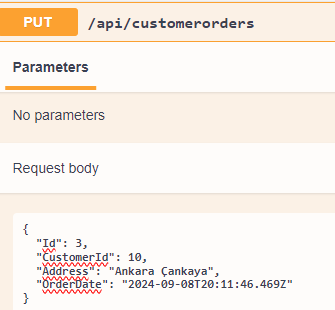 PUT /api/customerorders
Parameters
No parameters
Request body
{
  "Id": 3,
  "CustomerId": 10,
  "Address": "Ankara Çankaya",
  "OrderDate": "2024-09-08T20:11:46.469Z"
}